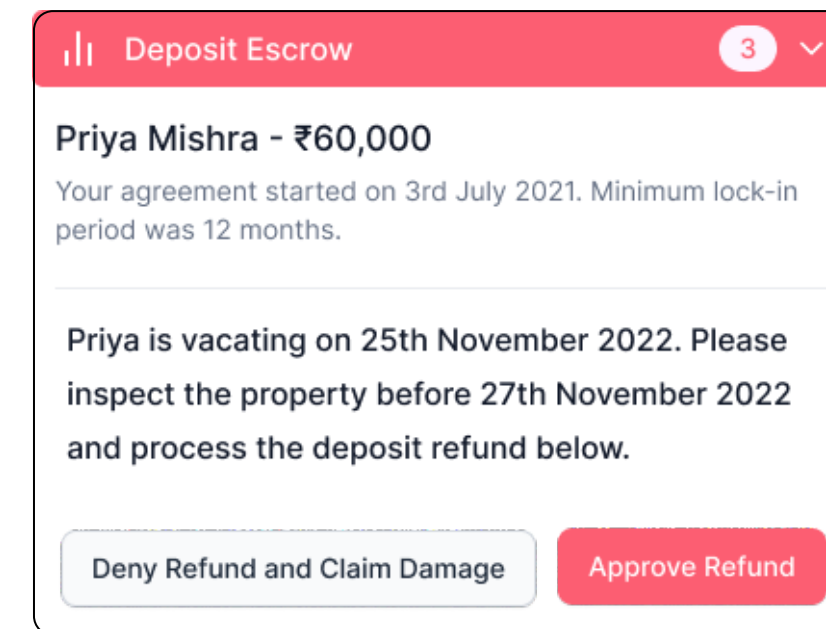 Deposit Escrow 3
Priya Mishra - ₹60,000
Your agreement started on 3rd July 2021. Minimum lock-in
period was 12 months.
Priya is vacating on 25th November 2022. Please
inspect the property before 27th November 2022
and process the deposit refund below.
Deny Refund and Claim Damage Approve Refund